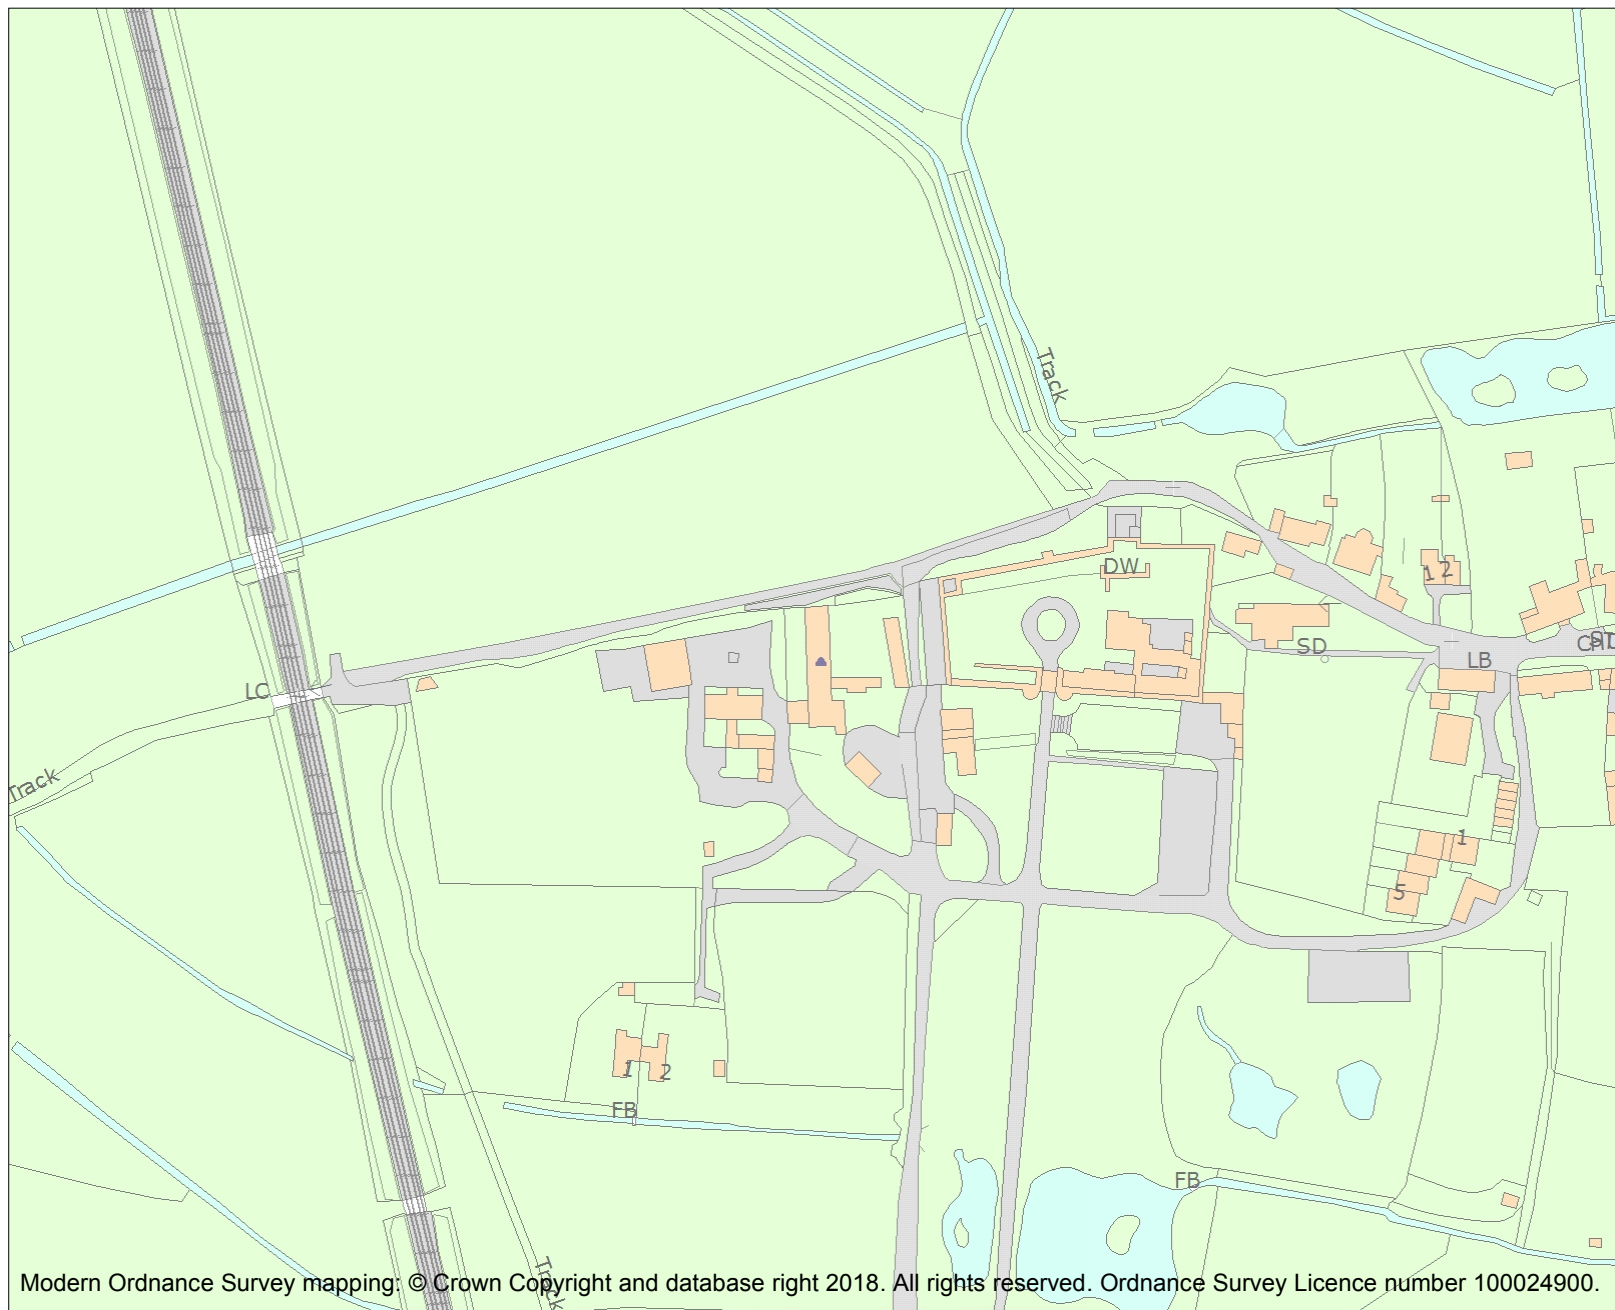 Track
DW
1 2
SD
LB
LC
Track
1
5
1
2
FB
FB
Track
Modern Ordnance Survey mapping: © Crown Copyright and database right 2018. All rights reserved. Ordnance Survey Licence number 100024900.